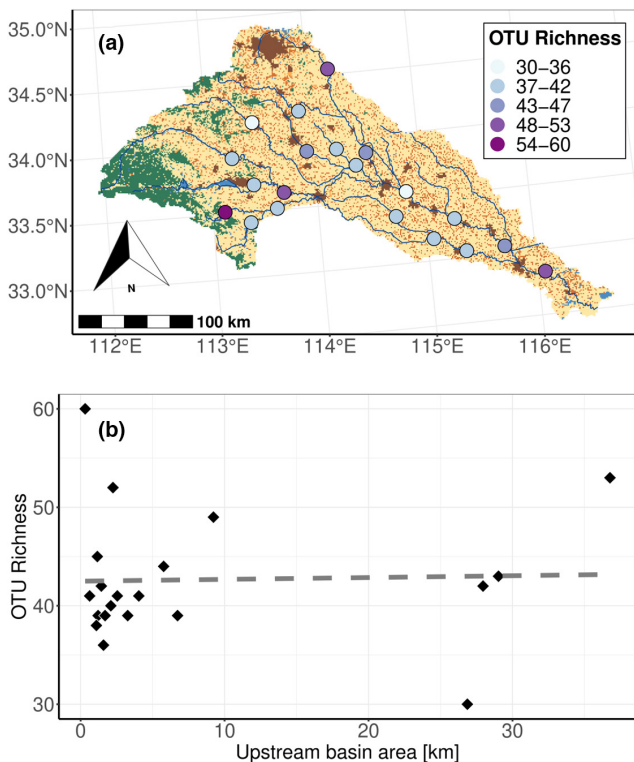 (a)
OTU Richness
30–36
37–42
43–47
48–53
54–60
35.0°N
34.5°N
34.0°N
33.5°N
33.0°N
N
100 km
112°E 113°E 114°E 115°E 116°E
(b)
OTU Richness
60
50
40
30
0 10 20 30
Upstream basin area [km]